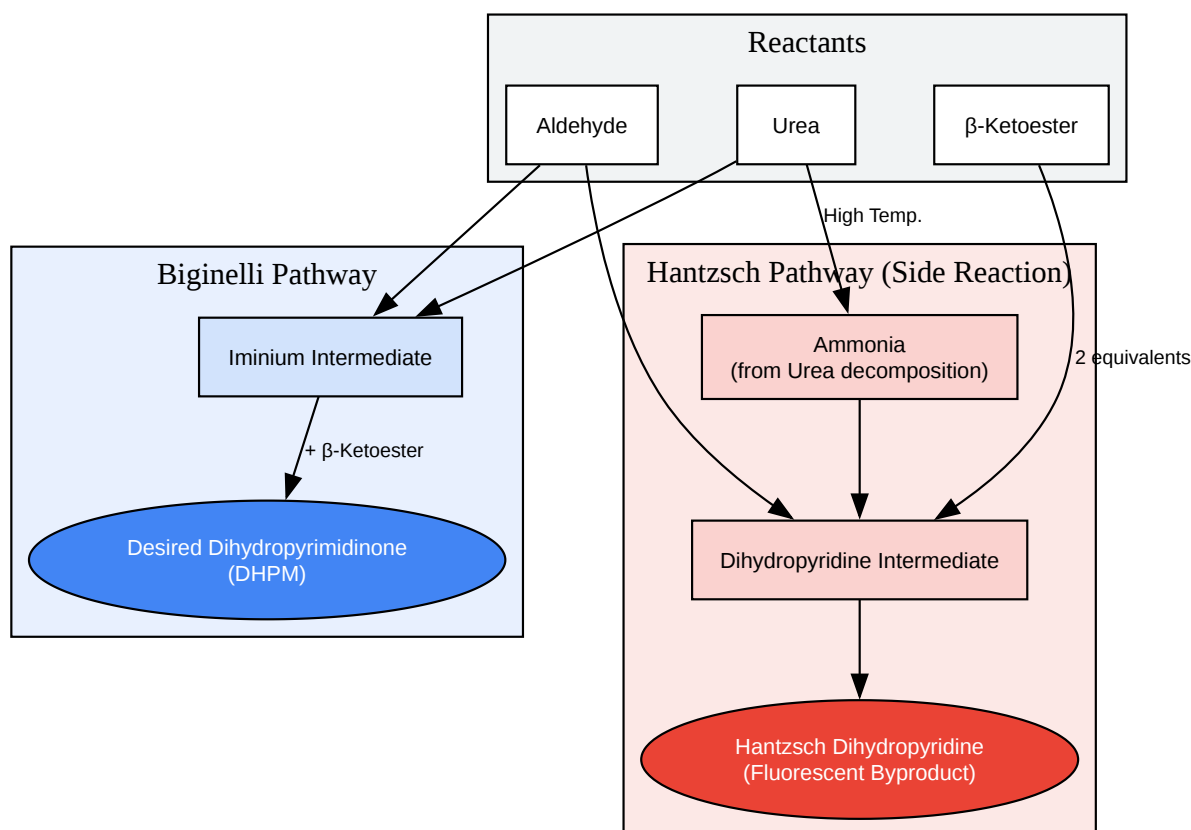 Reactants
Aldehyde
Urea
β-Ketoester
High Temp.
Biginelli Pathway
Hantzsch Pathway (Side Reaction)
Iminium Intermediate
Ammonia
(from Urea decomposition)
2 equivalents
+ β-Ketoester
Desired Dihydropyrimidinone
(DHPM)
Dihydropyridine Intermediate
Hantzsch Dihydropyridine
(Fluorescent Byproduct)